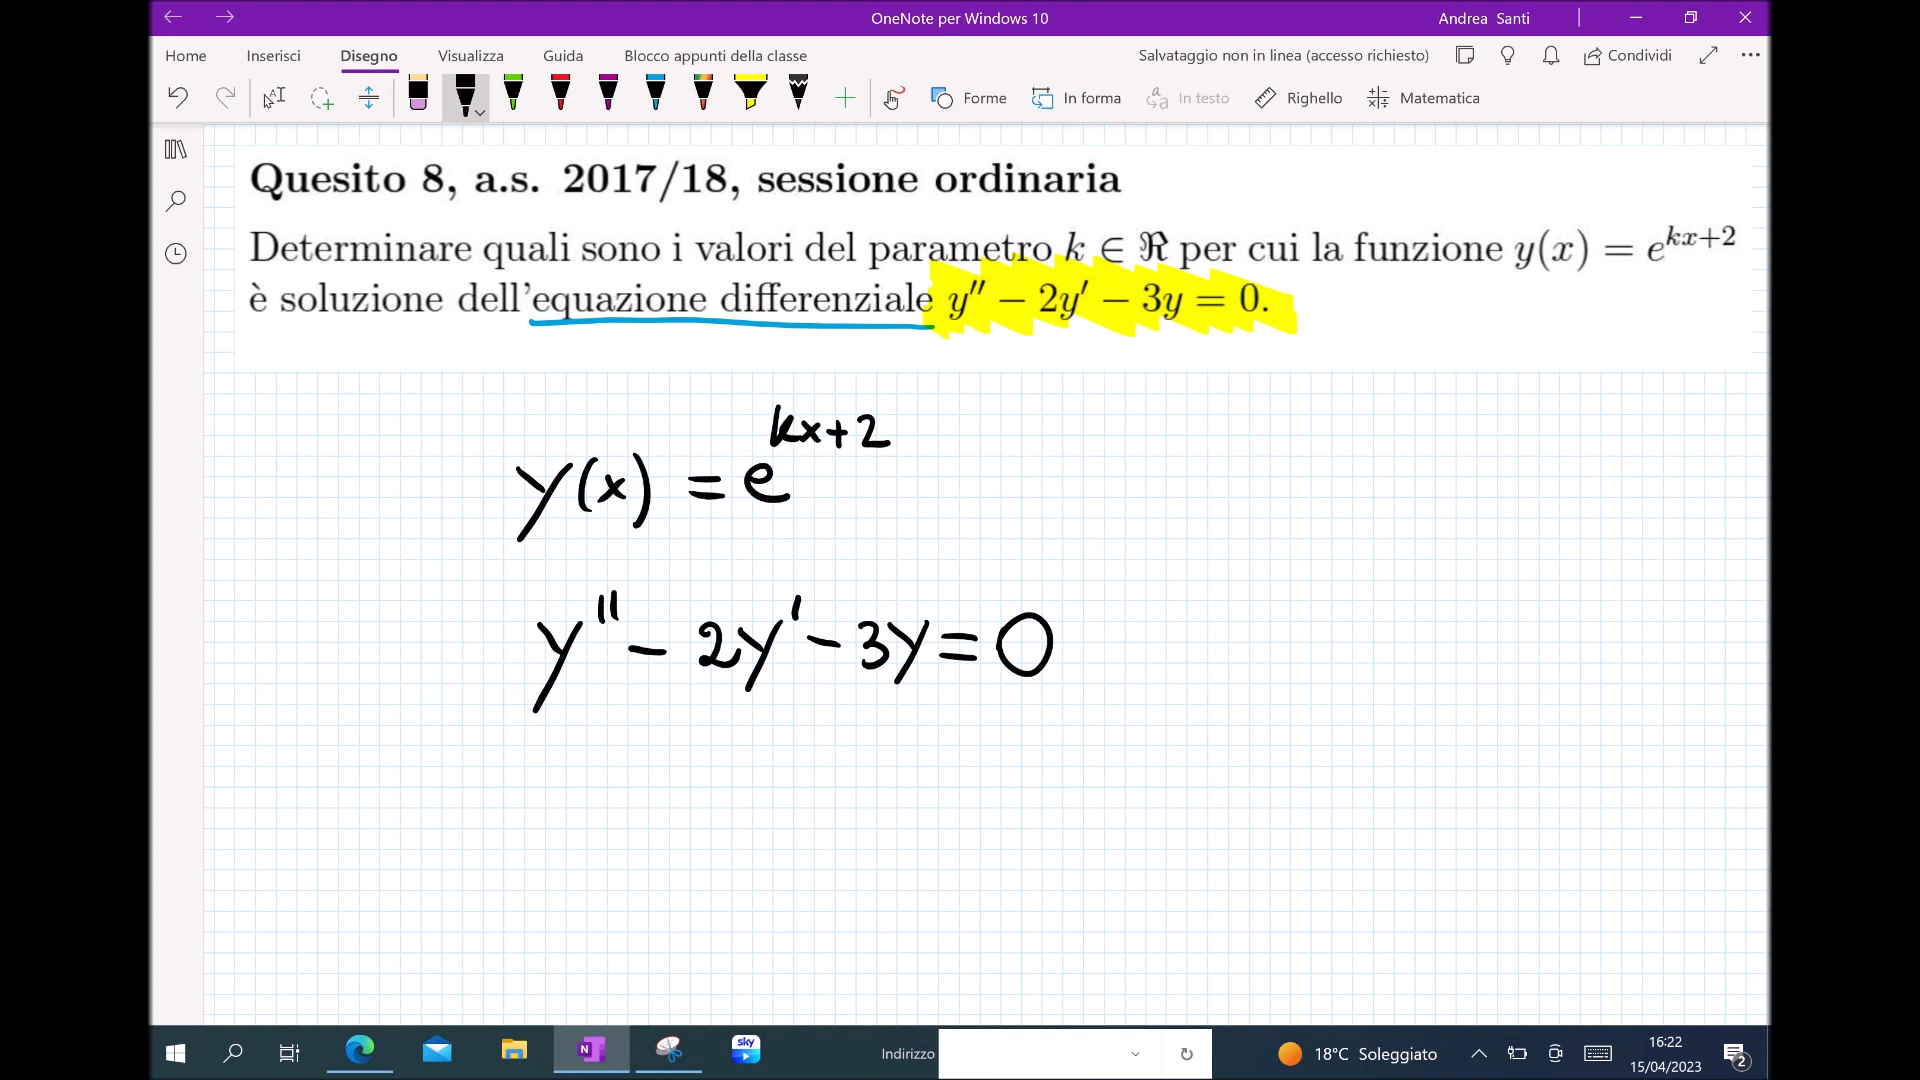 OneNote per Windows 10
Andrea Santi
Home Inserisci Disegno Visualizza Guida Blocco appunti della classe Salvataggio non in linea (accesso richiesto) Condividi
Forme In forma In testo Righello Matematica
Quesito 8, a.s. 2017/18, sessione ordinaria
Determinare quali sono i valori del parametro k ∈ ℜ per cui la funzione y(x) = e^{kx+2}
è soluzione dell'equazione differenziale y'' − 2y' − 3y = 0.
y(x) = e^{kx+2}
y'' − 2y' − 3y = 0
sky
Indirizzo
18°C Soleggiato
16:22
15/04/2023
2